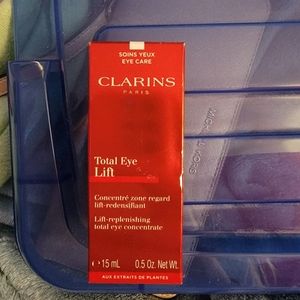 SOINS YEUX
EYE CARE
CLARINS
PARIS
Total Eye
Lift
Concentré zone regard
lift-redensifiant
Lift-replenishing
total eye concentrate
℮ 15 mL 0.5 Oz. Net Wt.
AUX EXTRAITS DE PLANTES